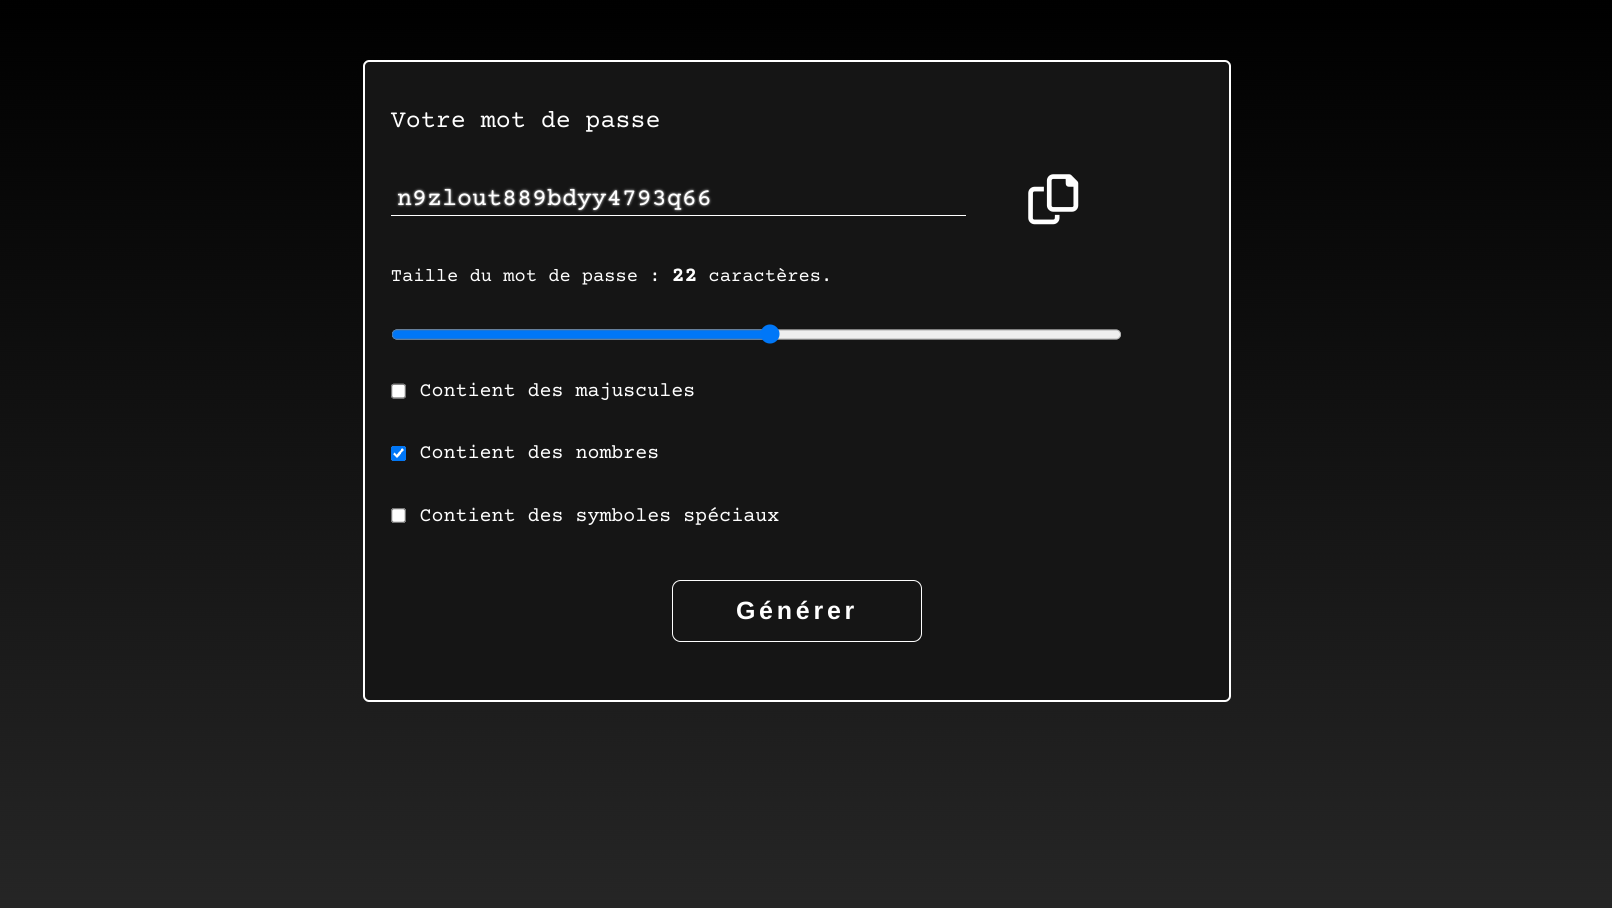 Votre mot de passe
n9zlout889bdyy4793q66
Taille du mot de passe : 22 caractères.
Contient des majuscules
Contient des nombres
Contient des symboles spéciaux
Générer